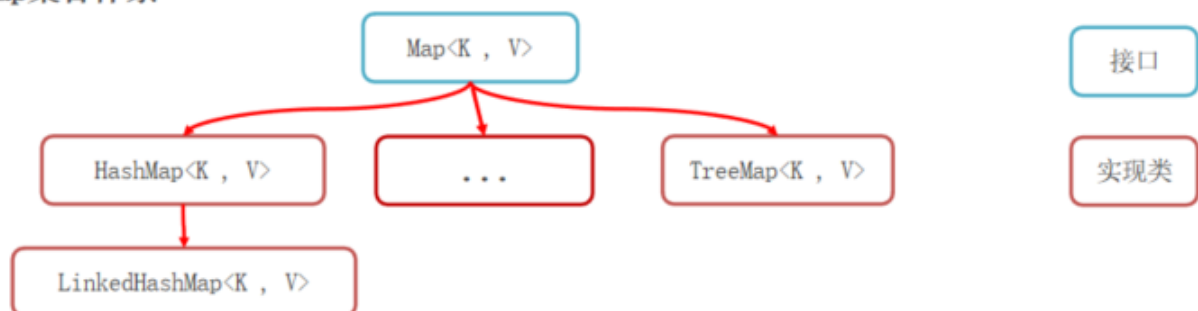 Map<K , V>
接口
HashMap<K , V>
...
TreeMap<K , V>
实现类
LinkedHashMap<K , V>